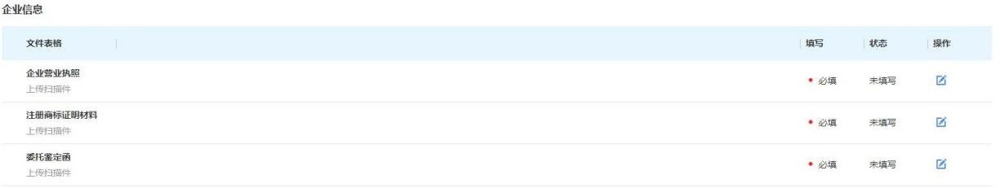 企业信息
文件表格 填写 状态 操作
企业营业执照
上传扫描件
必填 未填写
注册商标证明材料
上传扫描件
必填 未填写
委托鉴定函
上传扫描件
必填 未填写